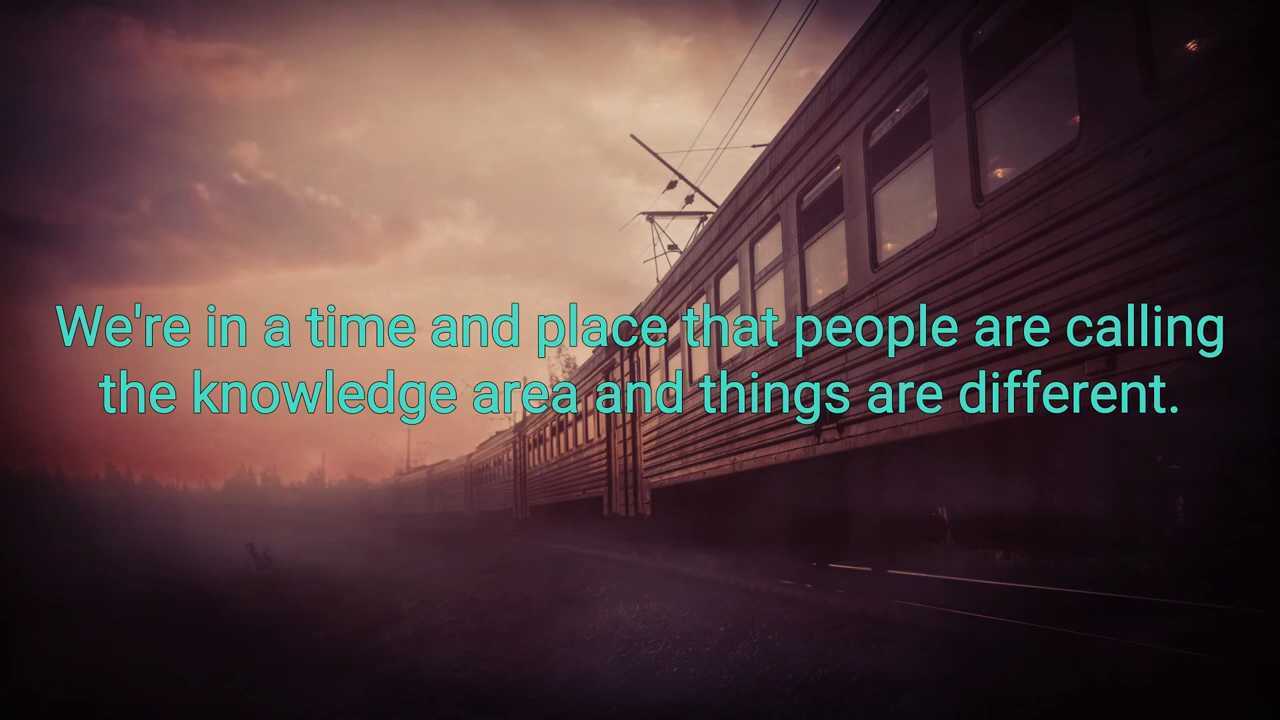 We're in a time and place that people are calling
the knowledge area and things are different.